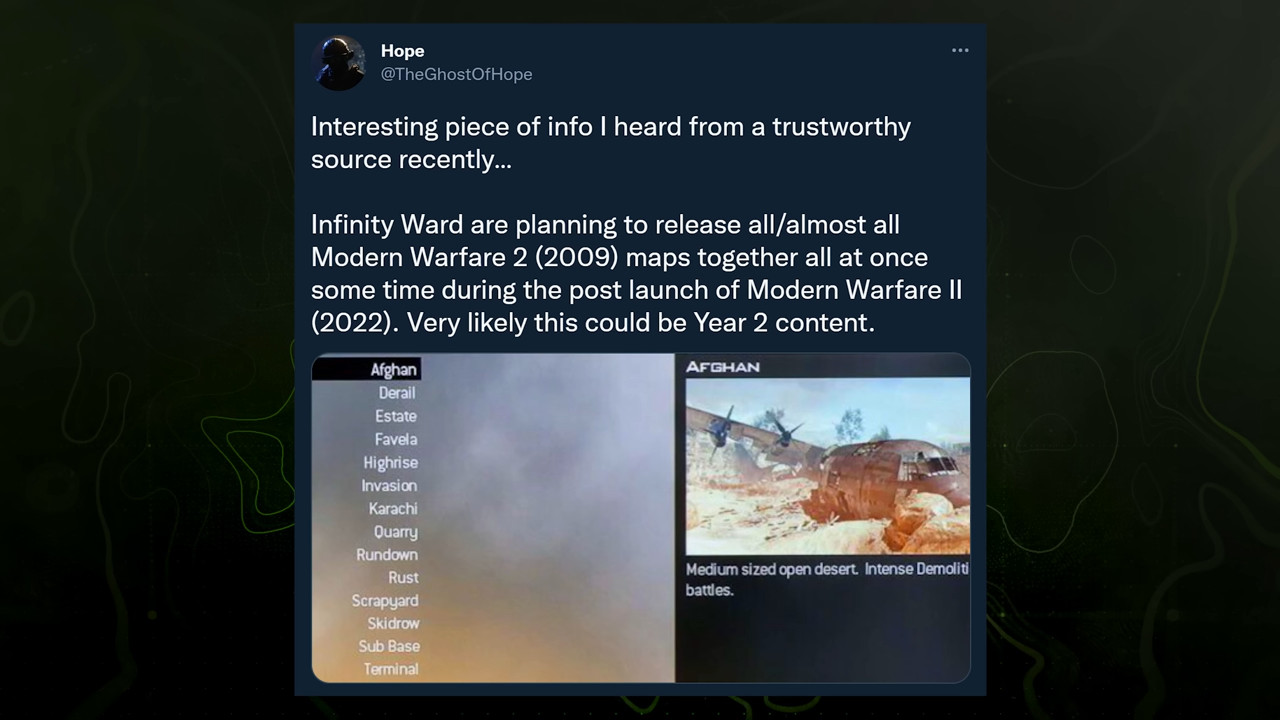 Hope
@TheGhostOfHope
Interesting piece of info I heard from a trustworthy
source recently...
Infinity Ward are planning to release all/almost all
Modern Warfare 2 (2009) maps together all at once
some time during the post launch of Modern Warfare II
(2022). Very likely this could be Year 2 content.
Afghan
Derail
Estate
Favela
Highrise
Invasion
Karachi
Quarry
Rundown
Rust
Scrapyard
Skidrow
Sub Base
Terminal
AFGHAN
Medium sized open desert. Intense Demoliti
battles.